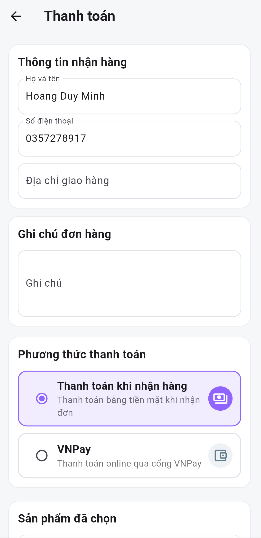 Thanh toán
Thông tin nhận hàng
Họ và tên
Hoang Duy Minh
Số điện thoại
0357278917
Địa chỉ giao hàng
Ghi chú đơn hàng
Ghi chú
Phương thức thanh toán
Thanh toán khi nhận hàng
Thanh toán bằng tiền mặt khi nhận
đơn
VNPay
Thanh toán online qua cổng VNPay
Sản phẩm đã chọn